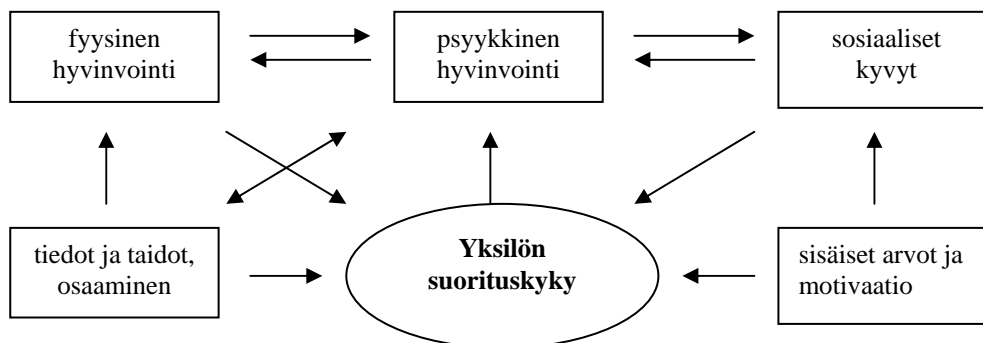 fyysinen
hyvinvointi
psyykkinen
hyvinvointi
sosiaaliset
kyvyt
tiedot ja taidot,
osaaminen
Yksilön
suorituskyky
sisäiset arvot ja
motivaatio